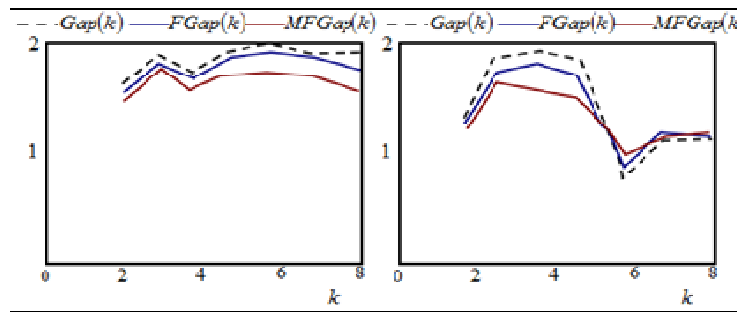 Gap(k) FGap(k) MFGap(k) Gap(k) FGap(k) MFGap(k
2 2
1 1
0 2 4 6 8 0 2 4 6 8
k k